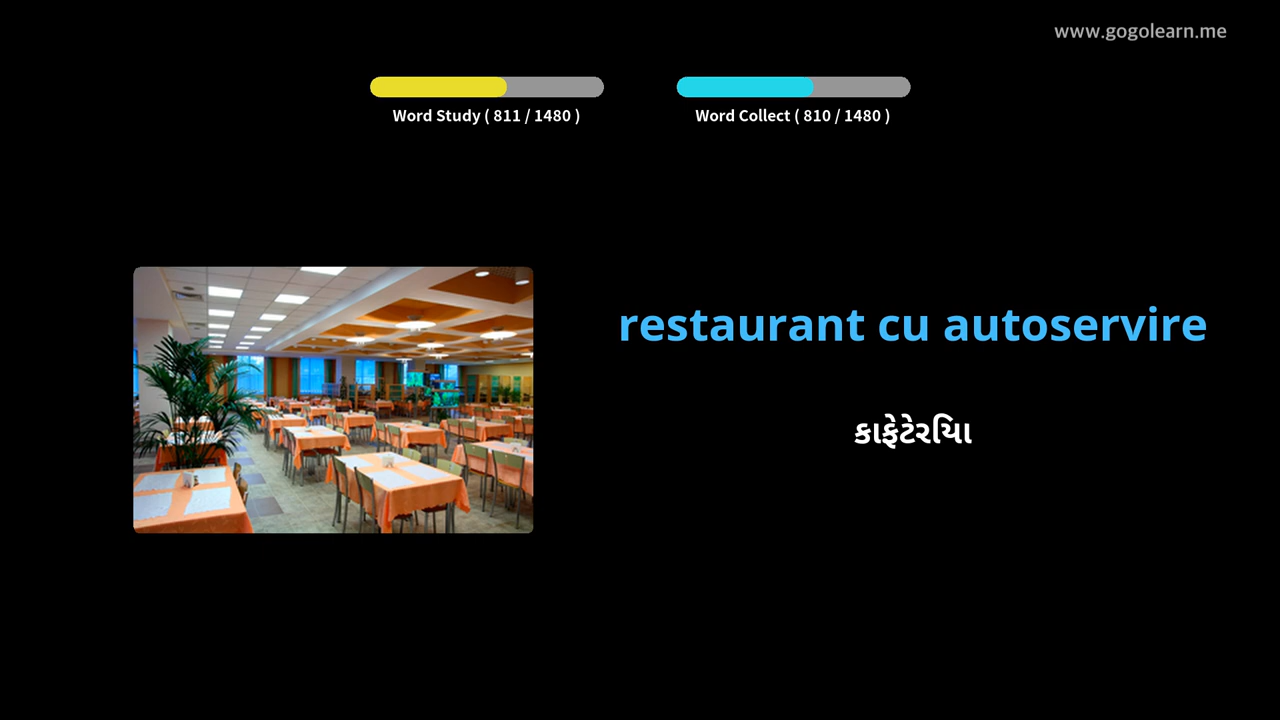 www.gogolearn.me
Word Study ( 811 / 1480 )
Word Collect ( 810 / 1480 )
restaurant cu autoservire
કાફેટેરિયા